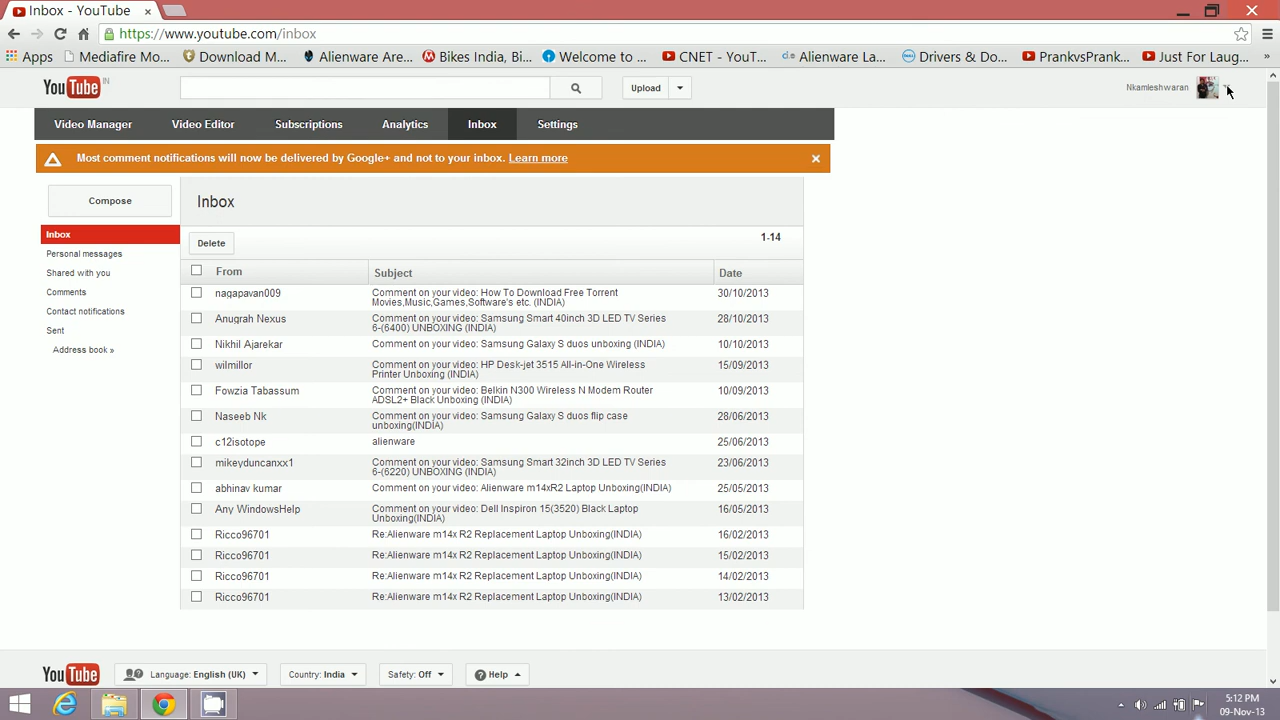 Inbox - YouTube
https://www.youtube.com/inbox
Apps Mediafire Mo... Download M... Alienware Are... Bikes India, Bi... Welcome to ... CNET - YouT... Alienware La... Drivers & Do... PrankvsPrank... Just For Laug... »
YouTube IN Upload Nkamleshwaran
Video Manager Video Editor Subscriptions Analytics Inbox Settings
Most comment notifications will now be delivered by Google+ and not to your inbox. Learn more
Compose
Inbox
Personal messages
Shared with you
Comments
Contact notifications
Sent
Address book »
Inbox
Delete 1-14
From Subject Date
nagapavan009 Comment on your video: How To Download Free Torrent 30/10/2013
Movies,Music,Games,Software's etc. (INDIA)
Anugrah Nexus Comment on your video: Samsung Smart 40inch 3D LED TV Series 28/10/2013
6-(6400) UNBOXING (INDIA)
Nikhil Ajarekar Comment on your video: Samsung Galaxy S duos unboxing (INDIA) 10/10/2013
wilmillor Comment on your video: HP Desk-jet 3515 All-in-One Wireless 15/09/2013
Printer Unboxing (INDIA)
Fowzia Tabassum Comment on your video: Belkin N300 Wireless N Modem Router 10/09/2013
ADSL2+ Black Unboxing (INDIA)
Naseeb Nk Comment on your video: Samsung Galaxy S duos flip case 28/06/2013
unboxing(INDIA)
c12isotope alienware 25/06/2013
mikeyduncanxx1 Comment on your video: Samsung Smart 32inch 3D LED TV Series 23/06/2013
6-(6220) UNBOXING (INDIA)
abhinav kumar Comment on your video: Alienware m14xR2 Laptop Unboxing(INDIA) 25/05/2013
Any WindowsHelp Comment on your video: Dell Inspiron 15(3520) Black Laptop 16/05/2013
Unboxing(INDIA)
Ricco96701 Re:Alienware m14x R2 Replacement Laptop Unboxing(INDIA) 16/02/2013
Ricco96701 Re:Alienware m14x R2 Replacement Laptop Unboxing(INDIA) 15/02/2013
Ricco96701 Re:Alienware m14x R2 Replacement Laptop Unboxing(INDIA) 14/02/2013
Ricco96701 Re:Alienware m14x R2 Replacement Laptop Unboxing(INDIA) 13/02/2013
YouTube Language: English (UK) Country: India Safety: Off Help
5:12 PM
09-Nov-13